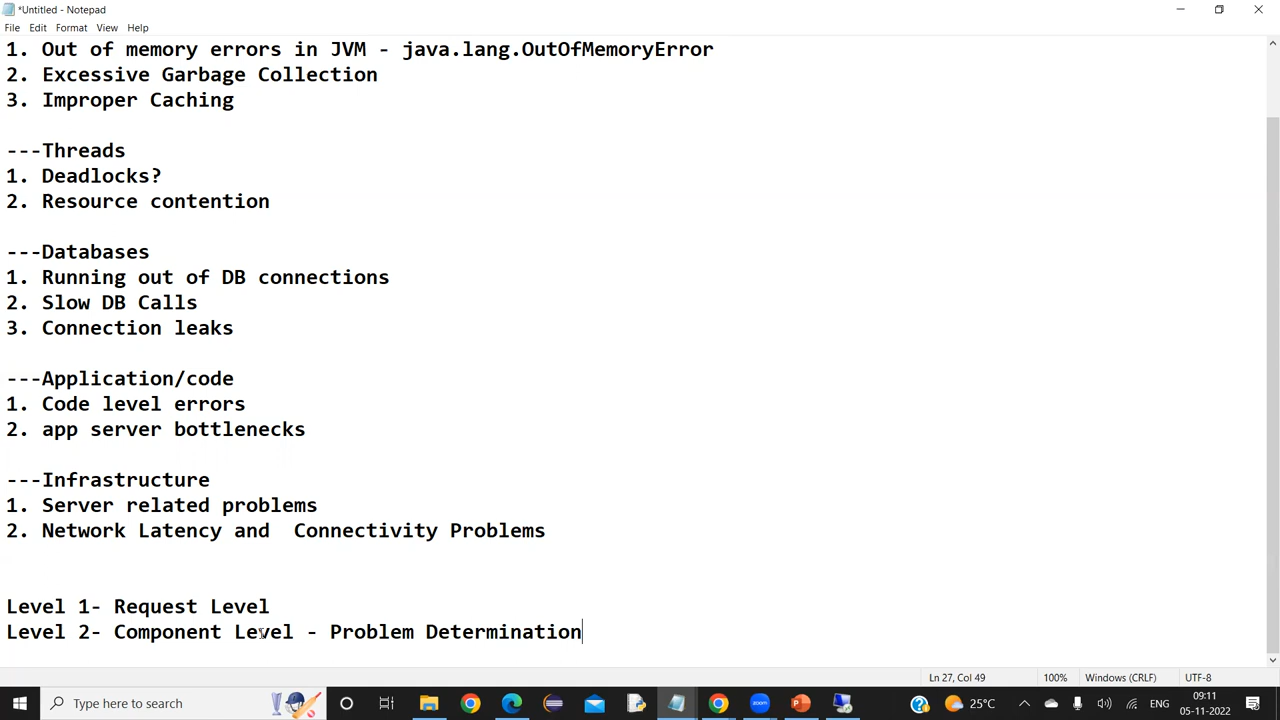 *Untitled - Notepad
File Edit Format View Help
1. Out of memory errors in JVM - java.lang.OutOfMemoryError
2. Excessive Garbage Collection
3. Improper Caching
---Threads
1. Deadlocks?
2. Resource contention
---Databases
1. Running out of DB connections
2. Slow DB Calls
3. Connection leaks
---Application/code
1. Code level errors
2. app server bottlenecks
---Infrastructure
1. Server related problems
2. Network Latency and  Connectivity Problems
Level 1- Request Level
Level 2- Component Level - Problem Determination
Ln 27, Col 49 100% Windows (CRLF) UTF-8
Type here to search
zoom
25°C
ENG
09:11
05-11-2022